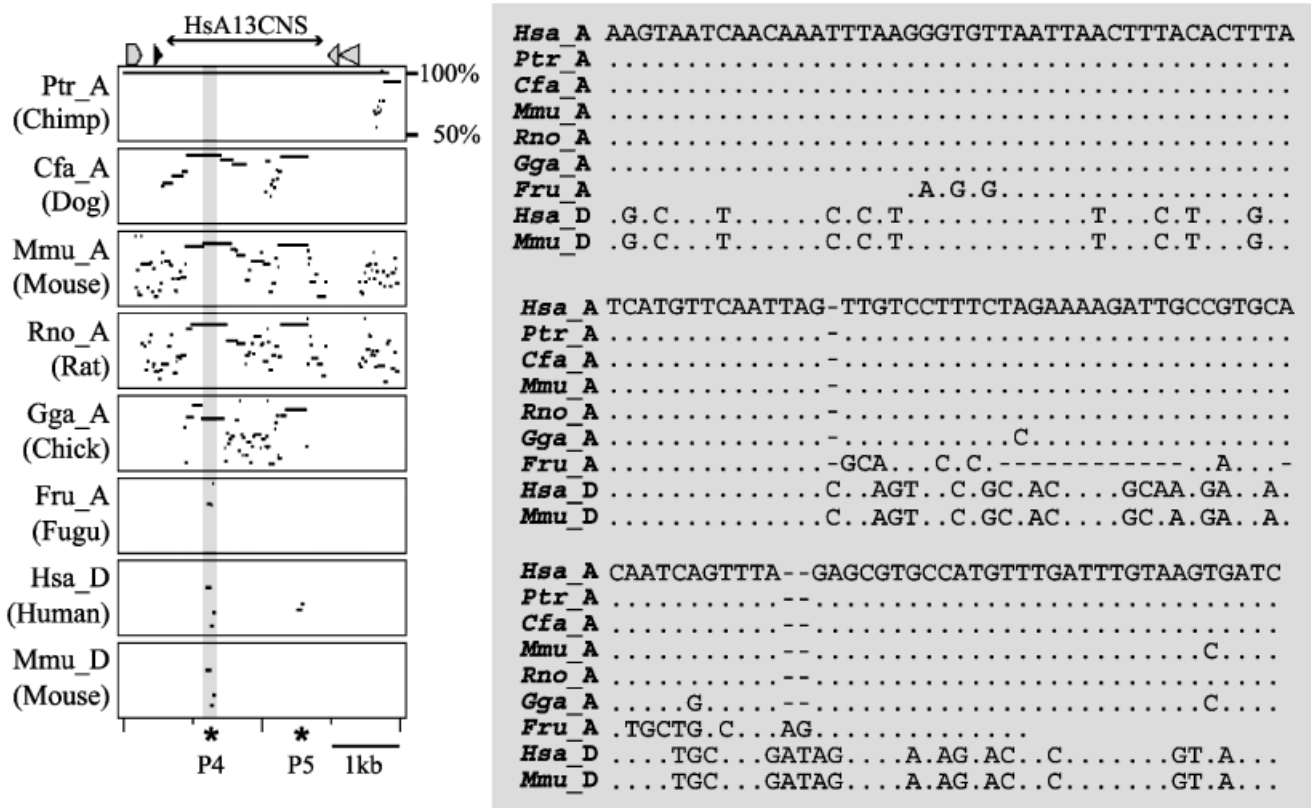 HsA13CNS
Ptr_A
(Chimp)
100%
50%
Cfa_A
(Dog)
Mmu_A
(Mouse)
Rno_A
(Rat)
Gga_A
(Chick)
Fru_A
(Fugu)
Hsa_D
(Human)
Mmu_D
(Mouse)
* *
P4 P5 1kb
Hsa_A AAGTAATCAACAAATTTAAGGGTGTTAATTAACTTTACACTTTA
Ptr_A ............................................
Cfa_A ............................................
Mmu_A ............................................
Rno_A ............................................
Gga_A ............................................
Fru_A ....................A.G.G...................
Hsa_D .G.C...T......C.C.T............T...C.T...G..
Mmu_D .G.C...T......C.C.T............T...C.T...G..
Hsa_A TCATGTTCAATTAG-TTGTCCTTTCTAGAAAAGATTGCCGTGCA
Ptr_A ..............-.............................
Cfa_A ..............-.............................
Mmu_A ..............-.............................
Rno_A ..............-.............................
Gga_A ..............-...........C.................
Fru_A ..............-GCA...C.C.------------..A...-
Hsa_D ..............C..AGT..C.GC.AC....GCAA.GA..A.
Mmu_D ..............C..AGT..C.GC.AC....GC.A.GA..A.
Hsa_A CAATCAGTTTA--GAGCGTGCCATGTTTGATTTGTAAGTGATC
Ptr_A ...........--..............................
Cfa_A ...........--..............................
Mmu_A ...........--.........................C....
Rno_A ...........--..............................
Gga_A .....G.....--.........................C....
Fru_A .TGCTG.C...AG..............
Hsa_D ....TGC...GATAG....A.AG.AC..C.......GT.A...
Mmu_D ....TGC...GATAG....A.AG.AC..C.......GT.A...